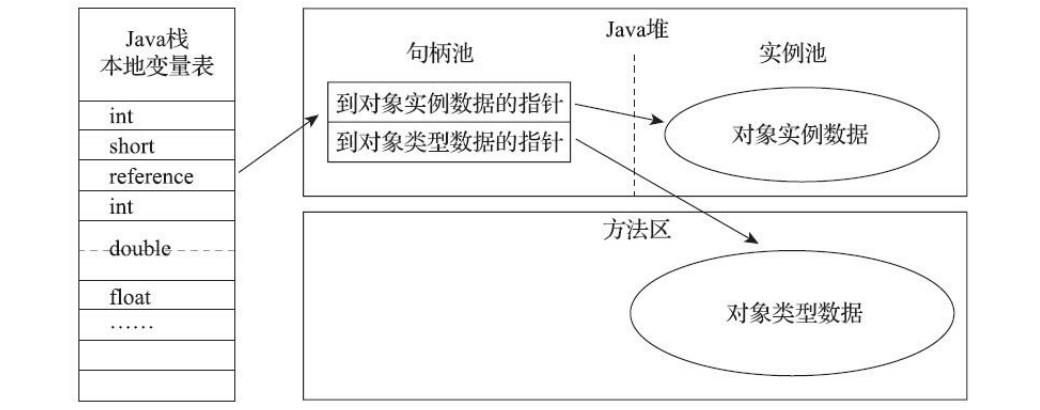 Java栈
本地变量表
int
short
reference
int
double
float
……
Java堆
句柄池
实例池
到对象实例数据的指针
到对象类型数据的指针
对象实例数据
方法区
对象类型数据